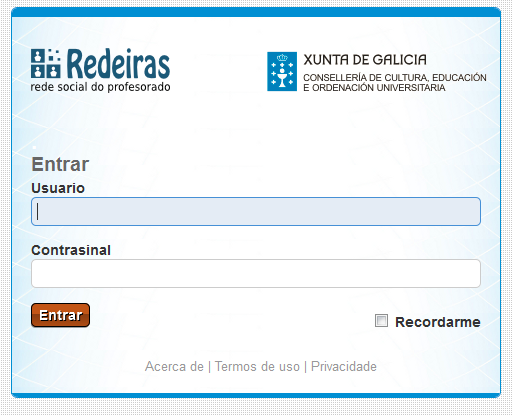 Redeiras
rede social do profesorado
XUNTA DE GALICIA
CONSELLERÍA DE CULTURA, EDUCACIÓN
E ORDENACIÓN UNIVERSITARIA
Entrar
Usuario
Contrasinal
Entrar
Recordarme
Acerca de | Termos de uso | Privacidade